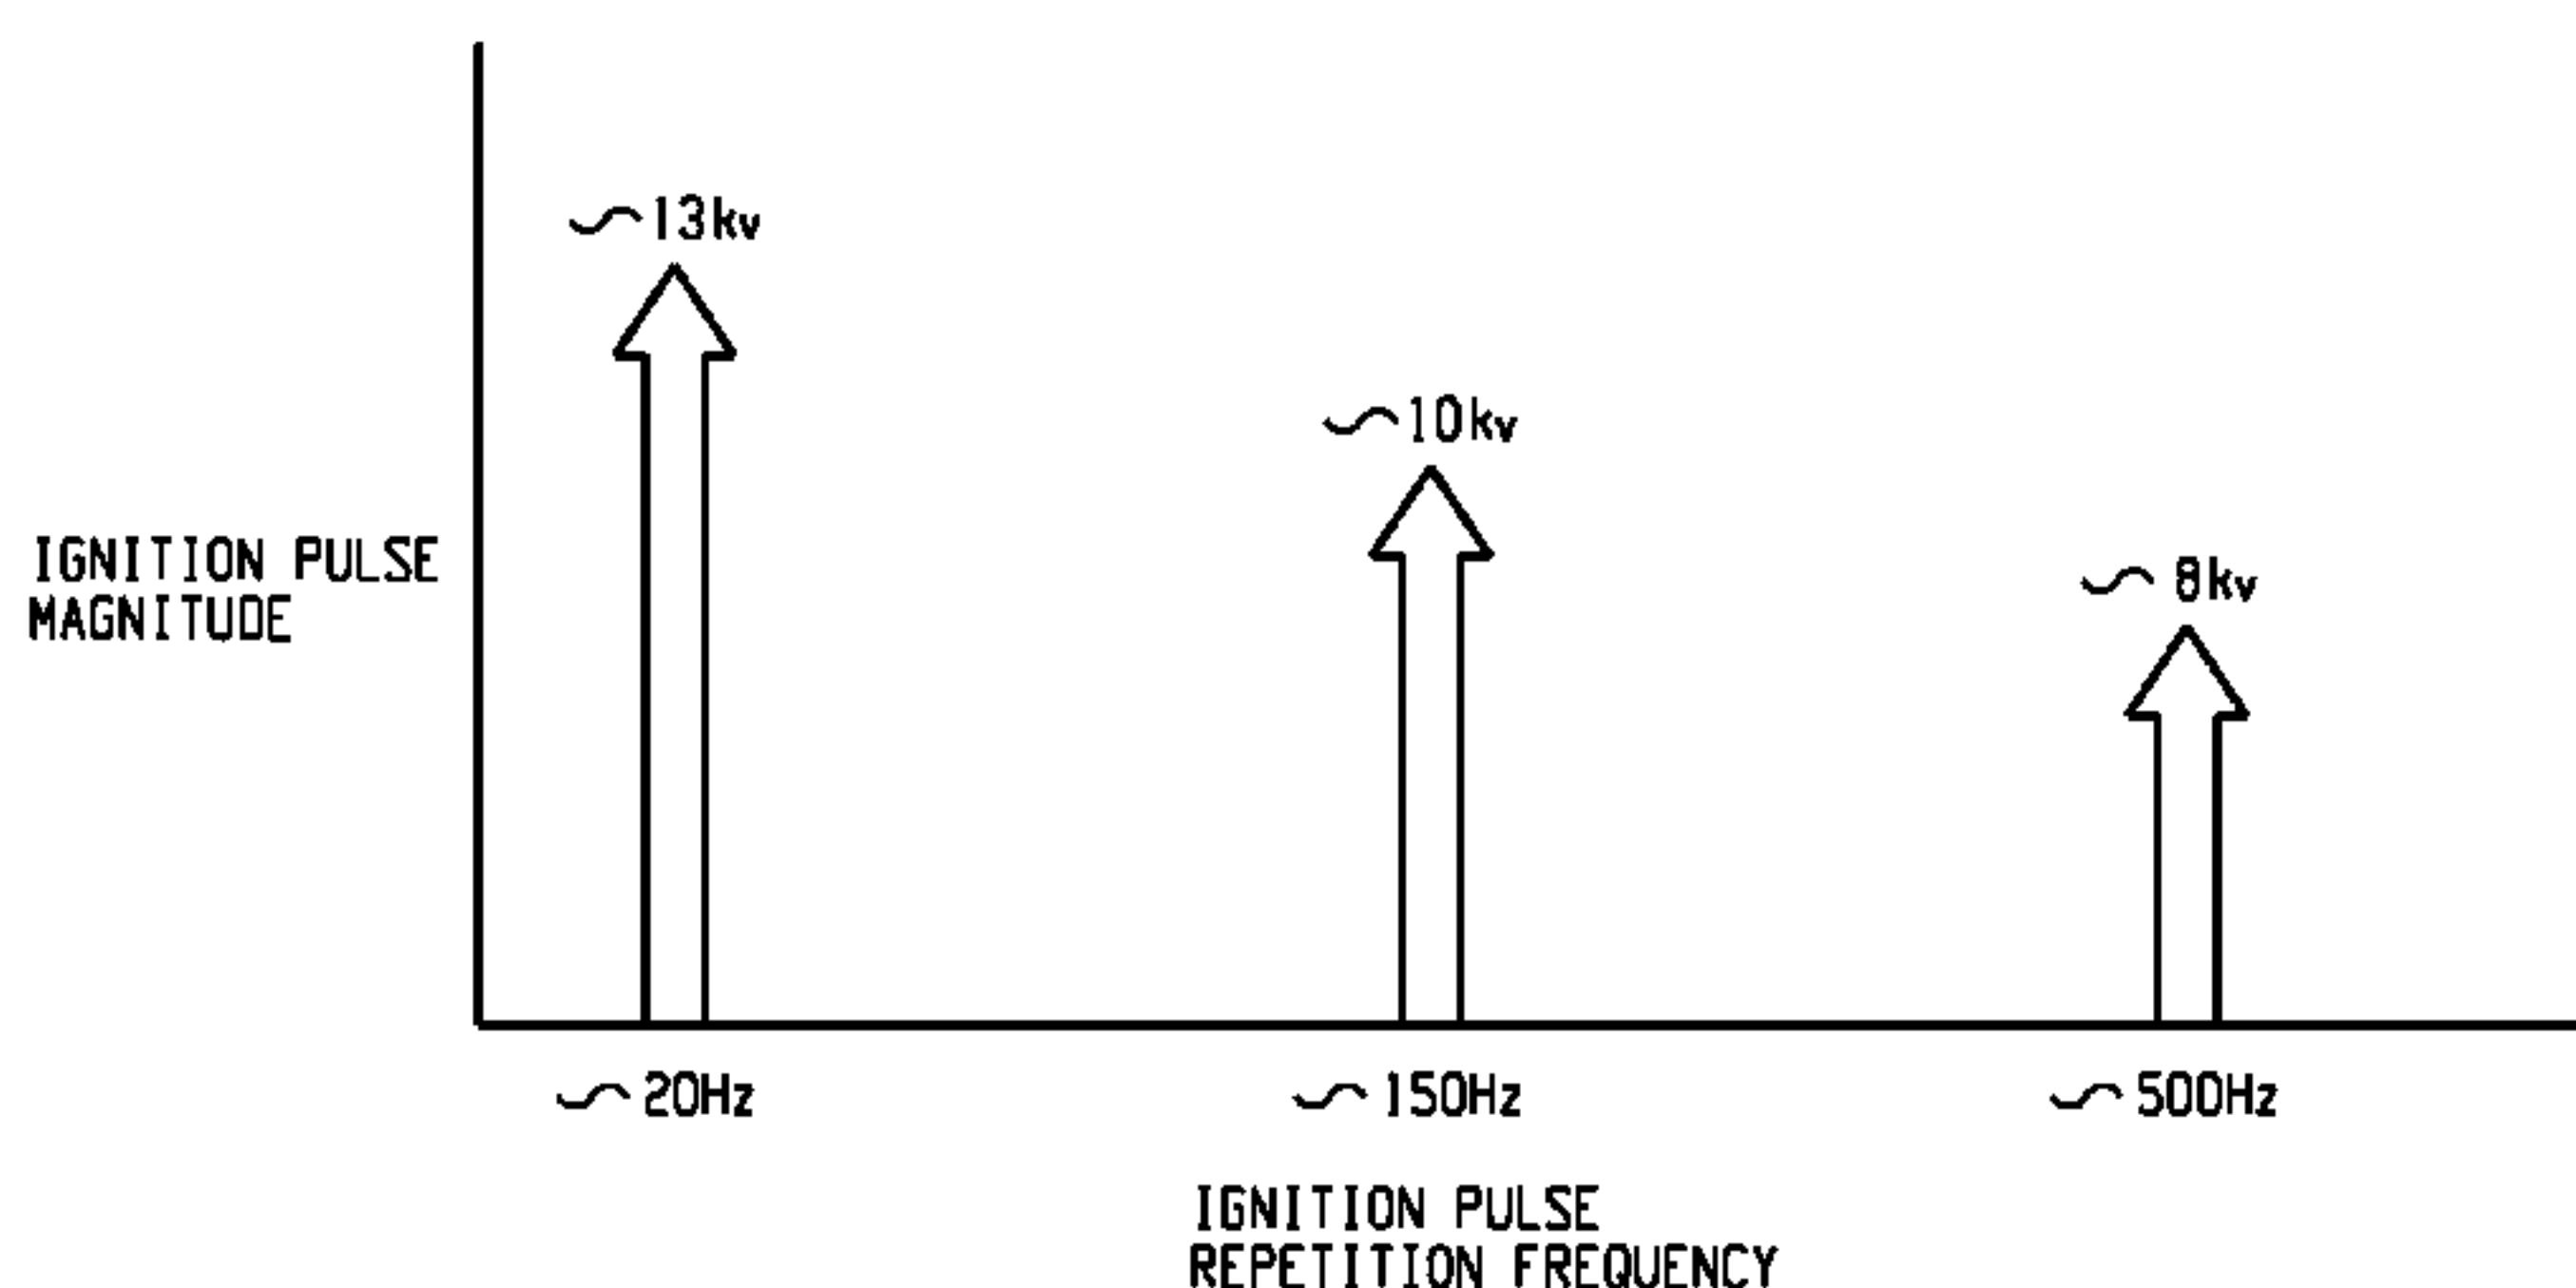 ~13kv
~10kv
IGNITION PULSE
MAGNITUDE
~8kv
~20Hz
~150Hz
~500Hz
IGNITION PULSE
REPETITION FREQUENCY